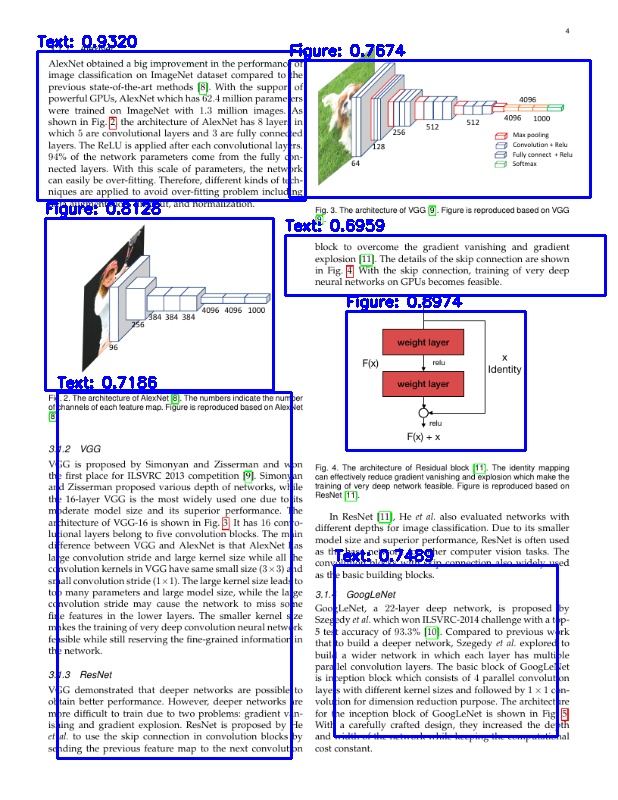 4
Text: 0.9320
AlexNet obtained a big improvement in the performance of
image classification on ImageNet dataset compared to the
previous state-of-the-art methods [8]. With the support of
powerful GPUs, AlexNet which has 62.4 million parameters
were trained on ImageNet with 1.3 million images. As
shown in Fig. 2, the architecture of AlexNet has 8 layer, in
which 5 are convolutional layers and 3 are fully connected
layers. The ReLU is applied after each convolutional layers.
94% of the network parameters come from the fully con-
nected layers. With this scale of parameters, the network
can easily be over-fitting. Therefore, different kinds of tech-
niques are applied to avoid over-fitting problem including
and normalization.
Figure: 0.8128
96
256
384 384 384
4096 4096 1000
Text: 0.7186
Fig. 2. The architecture of AlexNet [8]. The numbers indicate the number
of channels of each feature map. Figure is reproduced based on AlexNet
[8]
3.1.2 VGG
VGG is proposed by Simonyan and Zisserman and won
the first place for ILSVRC 2013 competition [9]. Simonyan
and Zisserman proposed various depth of networks, while
the 16-layer VGG is the most widely used one due to its
moderate model size and its superior performance. The
architecture of VGG-16 is shown in Fig. 3. It has 16 convo-
lutional layers belong to five convolution blocks. The main
difference between VGG and AlexNet is that AlexNet has
large convolution stride and large kernel size while all the
convolution kernels in VGG have same small size (3×3) and
small convolution stride (1×1). The large kernel size leads to
too many parameters and large model size, while the large
convolution stride may cause the network to miss some
fine features in the lower layers. The smaller kernel size
makes the training of very deep convolution neural network
feasible while still reserving the fine-grained information in
the network.
3.1.3 ResNet
VGG demonstrated that deeper networks are possible to
obtain better performance. However, deeper networks are
more difficult to train due to two problems: gradient van-
ishing and gradient explosion. ResNet is proposed by He
et al. to use the skip connection in convolution blocks by
sending the previous feature map to the next convolution
Figure: 0.7674
64
128
256
512
512
4096
4096 1000
Max pooling
Convolution + Relu
Fully connect + Relu
Softmax
Fig. 3. The architecture of VGG [9]. Figure is reproduced based on VGG
Text: 0.6959
block to overcome the gradient vanishing and gradient
explosion [11]. The details of the skip connection are shown
in Fig. 4. With the skip connection, training of very deep
neural networks on GPUs becomes feasible.
Figure: 0.8974
weight layer
F(x)
relu
x
Identity
weight layer
relu
F(x) + x
Fig. 4. The architecture of Residual block [11]. The identity mapping
can effectively reduce gradient vanishing and explosion which make the
training of very deep network feasible. Figure is reproduced based on
ResNet [11].
In ResNet [11], He et al. also evaluated networks with
different depths for image classification. Due to its smaller
model size and superior performance, ResNet is often used
as the base network other computer vision tasks. The
skip connection also widely used
Text: 0.7489
as the basic building blocks.
3.1.4 GoogLeNet
GoogLeNet, a 22-layer deep network, is proposed by
Szegedy et al. which won ILSVRC-2014 challenge with a top-
5 test accuracy of 93.3% [10]. Compared to previous work
that to build a deeper network, Szegedy et al. explored to
build a wider network in which each layer has multiple
parallel convolution layers. The basic block of GoogLeNet
is inception block which consists of 4 parallel convolution
layers with different kernel sizes and followed by 1×1 con-
volution for dimension reduction purpose. The architecture
for the inception block of GoogLeNet is shown in Fig. 5.
With a carefully crafted design, they increased the depth
and width of the network while keeping the computational
cost constant.